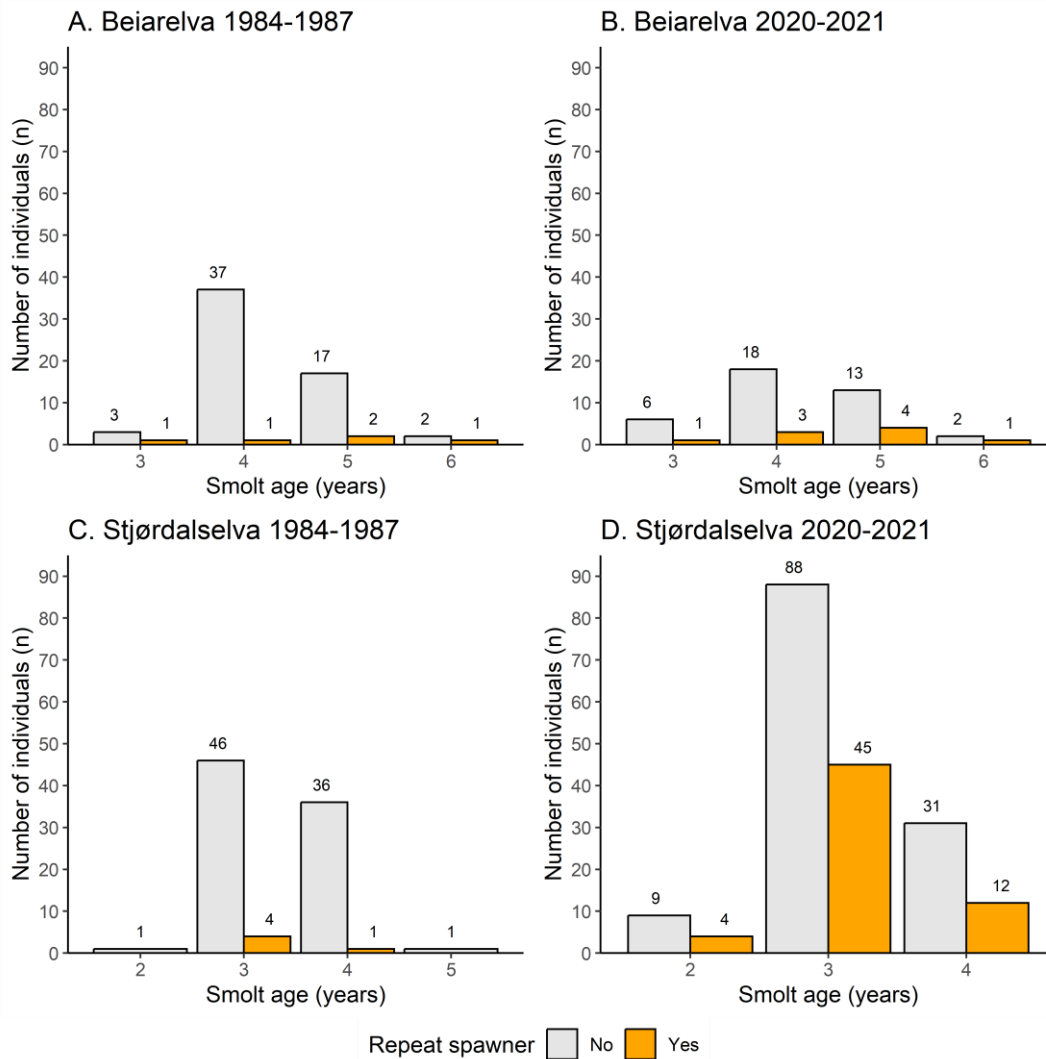 A. Beiarelva 1984-1987
Number of individuals (n)
90
80
70
60
50
40
30
20
10
0
3 1 37 1 17 2 2 1
3 4 5 6
Smolt age (years)
B. Beiarelva 2020-2021
Number of individuals (n)
90
80
70
60
50
40
30
20
10
0
6 1 18 3 13 4 2 1
3 4 5 6
Smolt age (years)
C. Stjørdalselva 1984-1987
Number of individuals (n)
90
80
70
60
50
40
30
20
10
0
1 46 4 36 1 1
2 3 4 5
Smolt age (years)
D. Stjørdalselva 2020-2021
Number of individuals (n)
90
80
70
60
50
40
30
20
10
0
9 4 88 45 31 12
2 3 4
Smolt age (years)
Repeat spawner No Yes